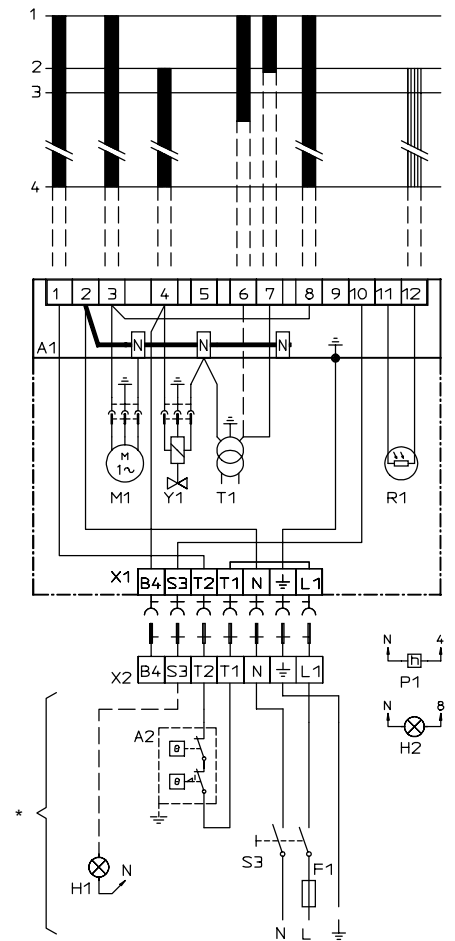 1
2
3
4
1 2 3 4 5 6 7 8 9 10 11 12
A1
N N N
M
1~
M1 Y1 T1 R1
X1
B4 S3 T2 T1 N L1
X2
B4 S3 T2 T1 N L1
N 4
h
P1
N 8
H2
A2
θ
θ
*
S3
F1
H1 N
N L